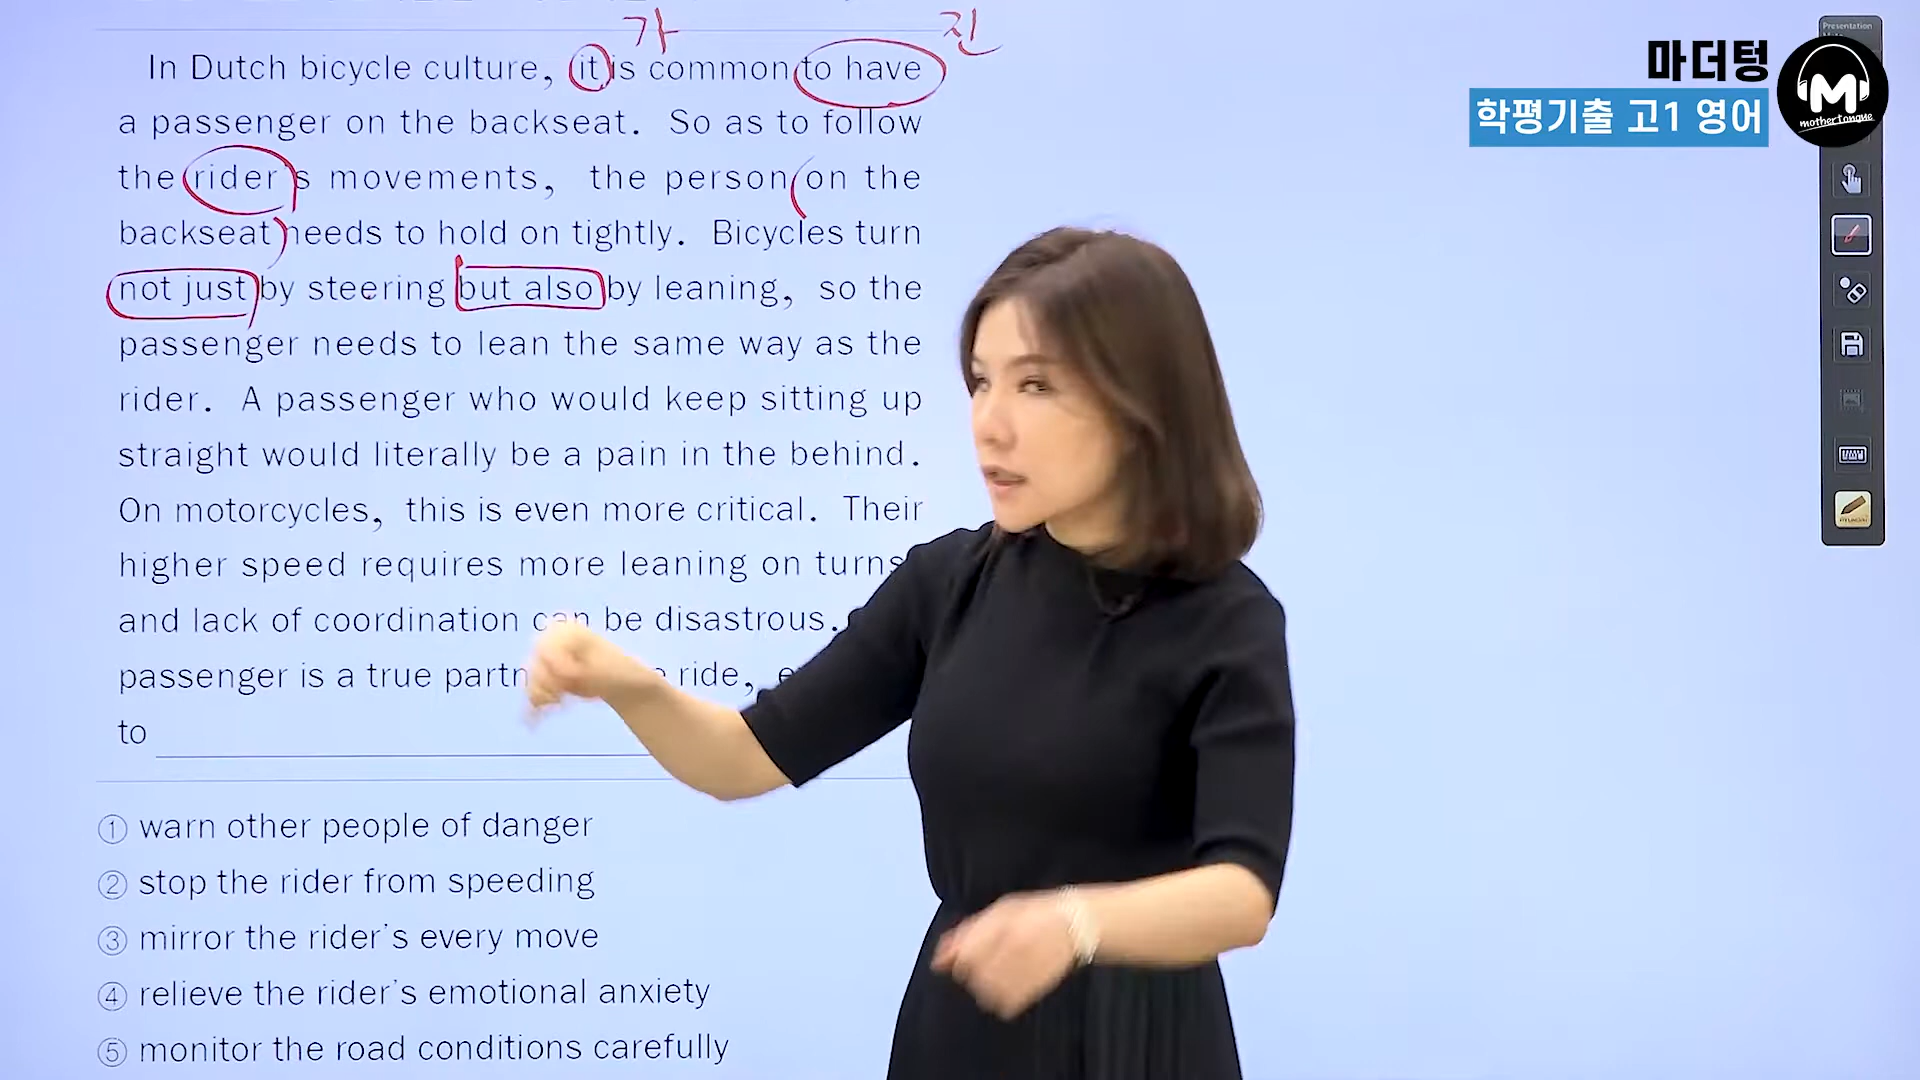 가 진
In Dutch bicycle culture, it is common to have
a passenger on the backseat. So as to follow
the rider's movements, the person on the
backseat needs to hold on tightly. Bicycles turn
not just by steering but also by leaning, so the
passenger needs to lean the same way as the
rider. A passenger who would keep sitting up
straight would literally be a pain in the behind.
On motorcycles, this is even more critical. Their
higher speed requires more leaning on turns
and lack of coordination can be disastrous.
passenger is a true ride,
to
① warn other people of danger
② stop the rider from speeding
③ mirror the rider's every move
④ relieve the rider's emotional anxiety
⑤ monitor the road conditions carefully
마더텅
학평기출 고1 영어
M
mothertongue
Presentation